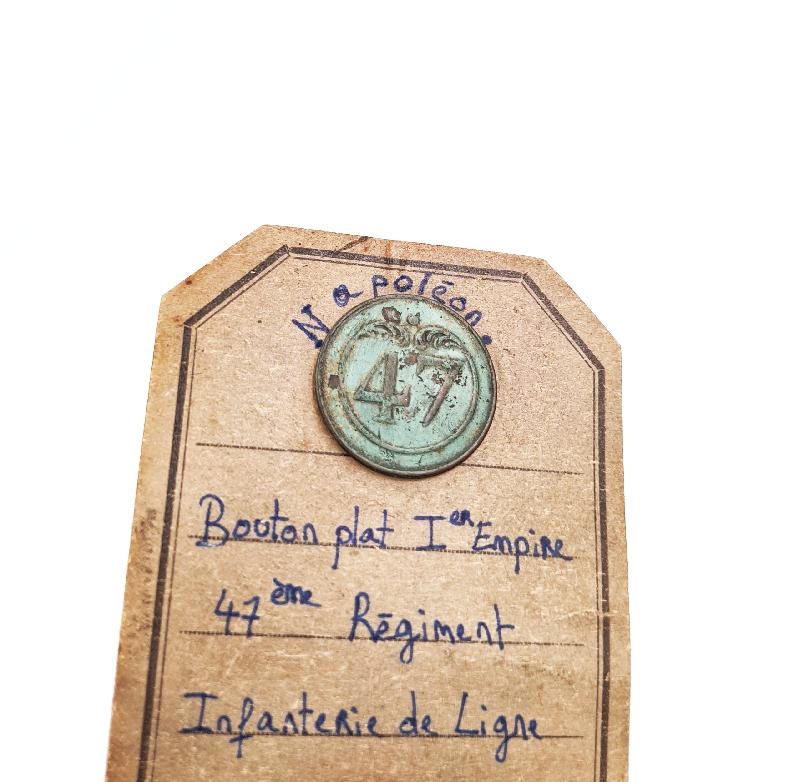 Napoléon.
47
Bouton plat Ier Empire
47ème Régiment
Infanterie de Ligne